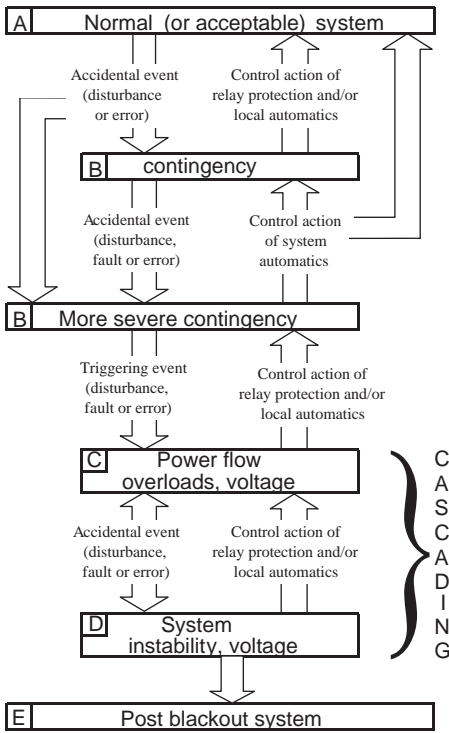 A Normal (or acceptable) system
Accidental event
(disturbance
or error)
Control action of
relay protection and/or
local automatics
B contingency
Accidental event
(disturbance,
fault or error)
Control action
of system
automatics
B More severe contingency
Triggering event
(disturbance,
fault or error)
Control action of
relay protection and/or
local automatics
C Power flow
overloads, voltage
Accidental event
(disturbance,
fault or error)
Control action of
relay protection and/or
local automatics
D System
instability, voltage
C
A
S
C
A
D
I
N
G
E Post blackout system